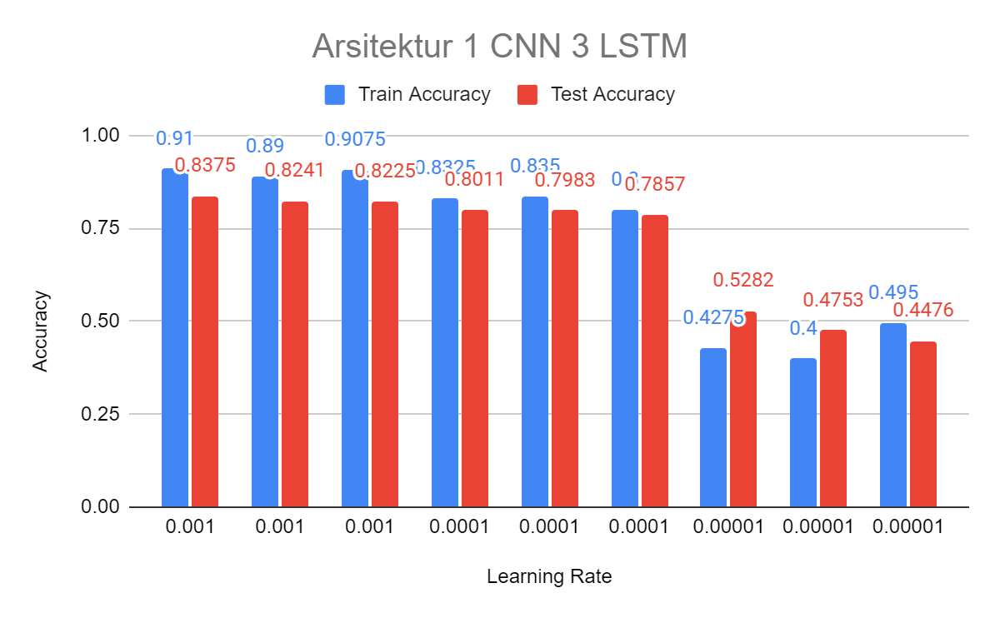 Arsitektur 1 CNN 3 LSTM
Train Accuracy Test Accuracy
1.00
0.91 0.89 0.9075 0.8325 0.835
0.8375 0.8241 0.8225 0.8011 0.7983 0.7857
0.75
0.5282
0.4275 0.4 0.495
0.4753 0.4476
0.50
0.25
0.00
0.001 0.001 0.001 0.0001 0.0001 0.0001 0.00001 0.00001 0.00001
Accuracy
Learning Rate